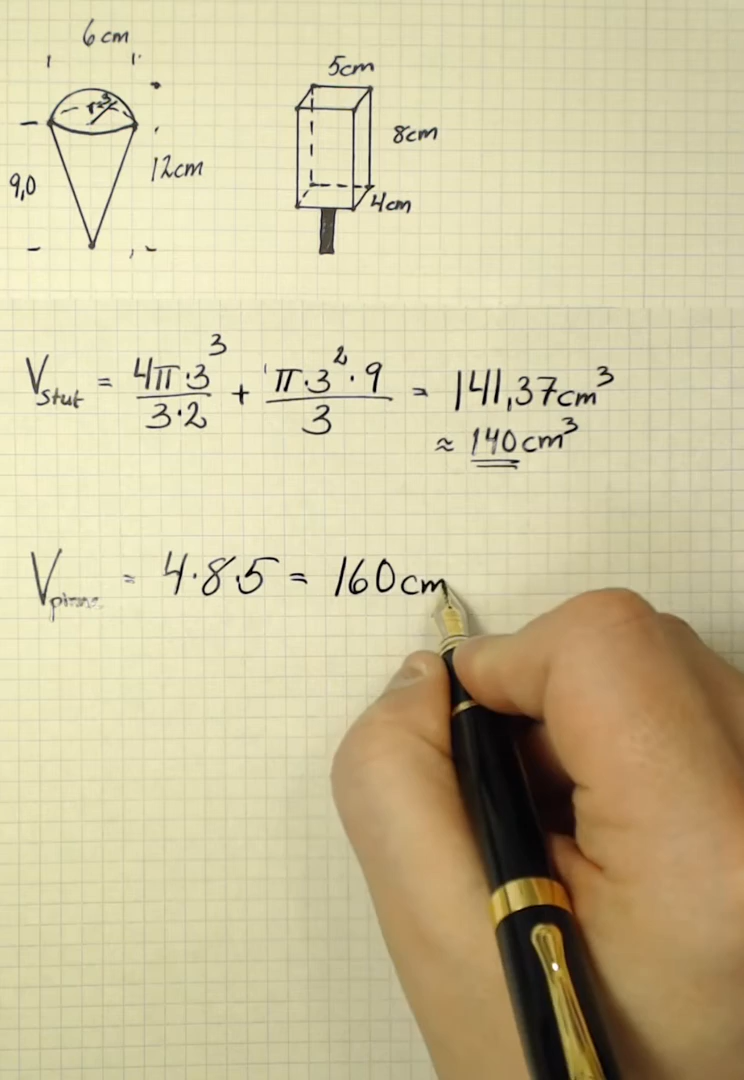 6 cm
r=3
9,0
12cm
5cm
8cm
4cm
V_strut = 4π·3³/3·2 + π·3²·9/3 = 141,37cm³
≈ 140cm³
V = 4·8·5 = 160cm